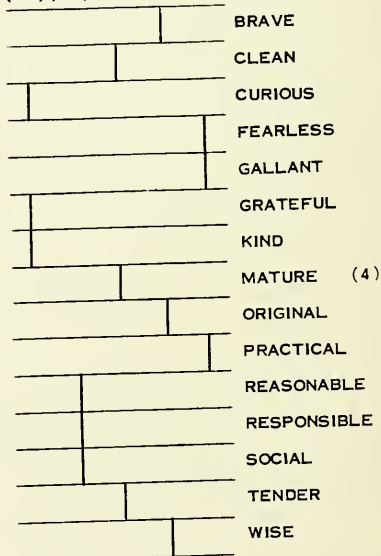 BRAVE
CLEAN
CURIOUS
FEARLESS
GALLANT
GRATEFUL
KIND
MATURE (4)
ORIGINAL
PRACTICAL
REASONABLE
RESPONSIBLE
SOCIAL
TENDER
WISE